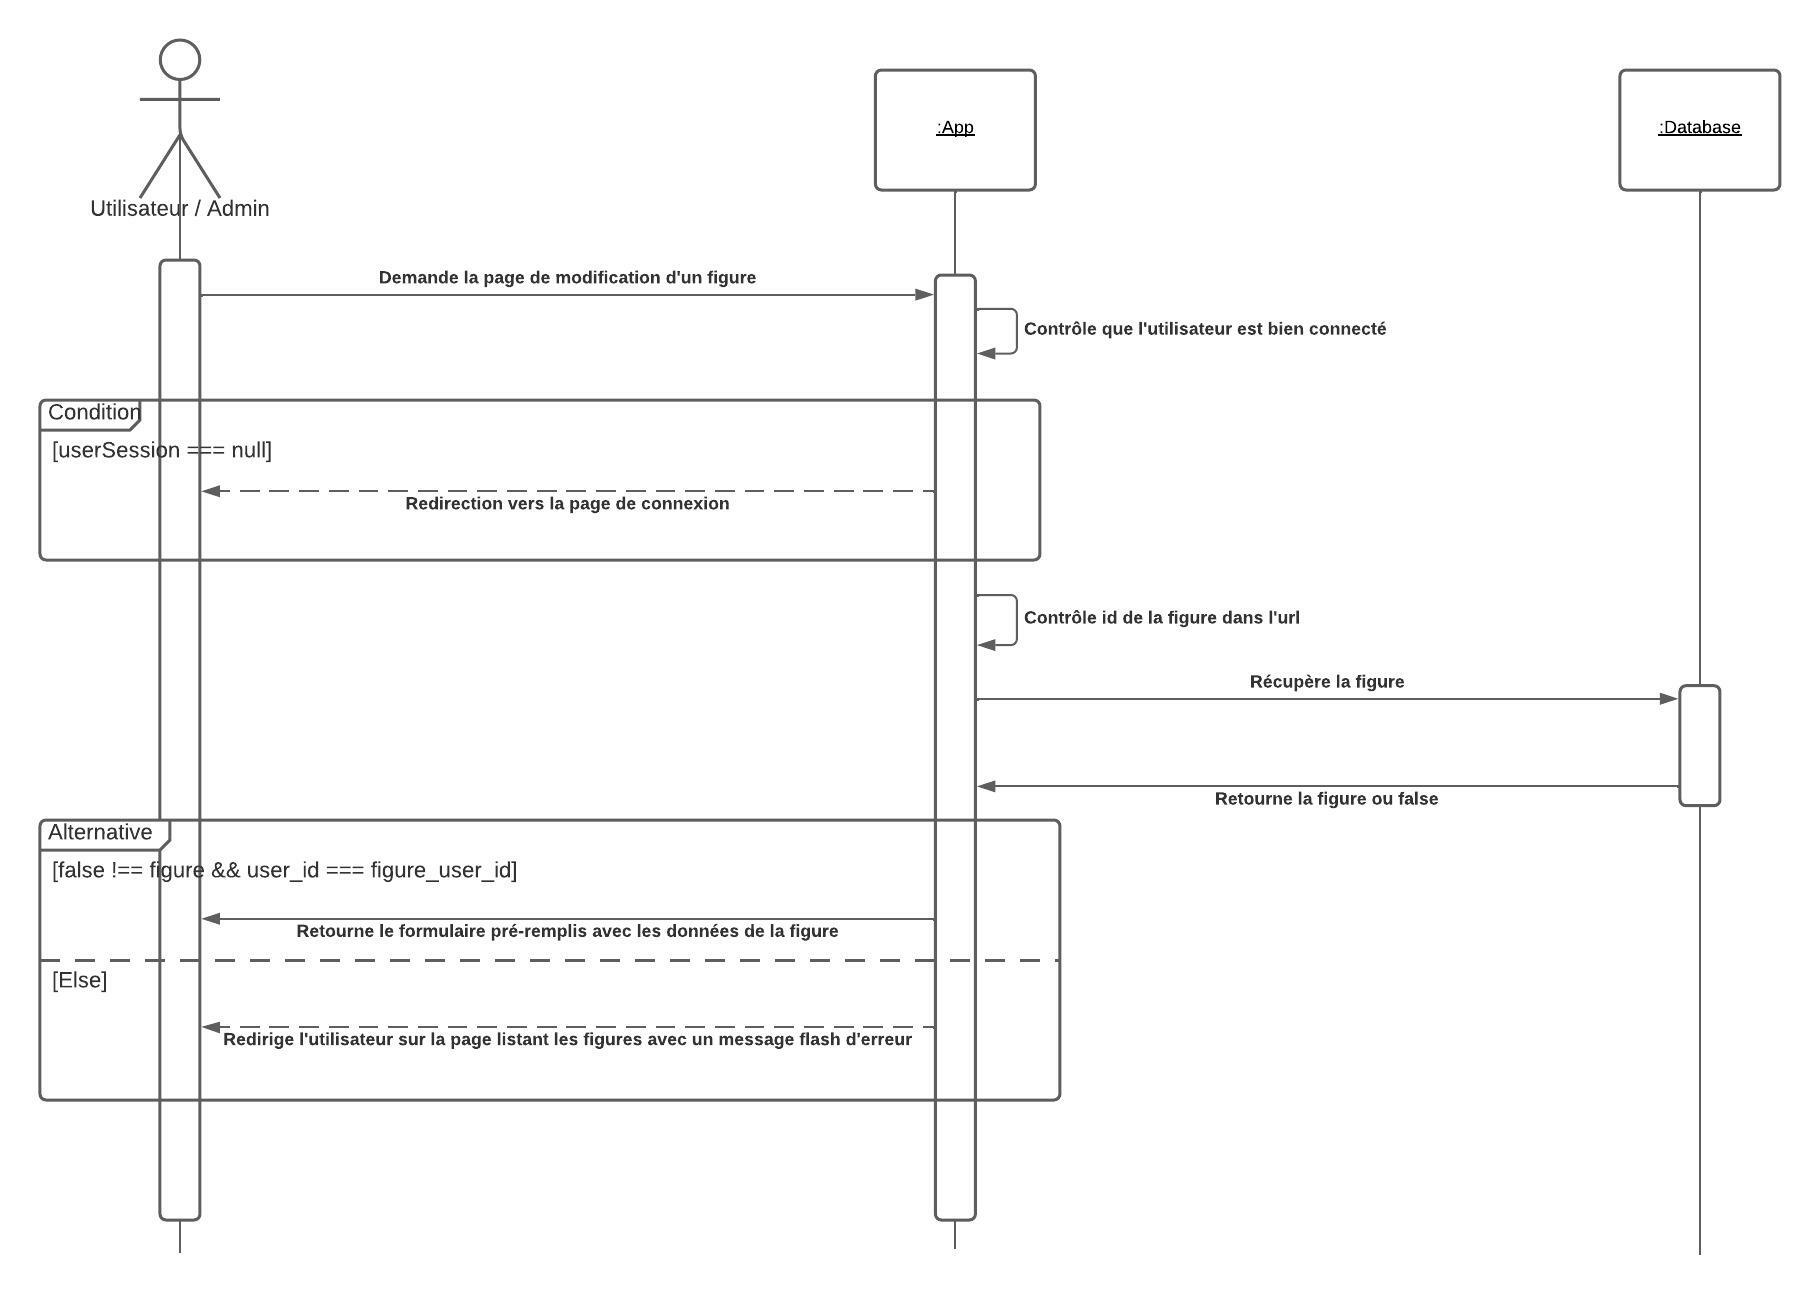 :App
:Database
Utilisateur / Admin
Demande la page de modification d'un figure
Contrôle que l'utilisateur est bien connecté
Condition
[userSession === null]
Redirection vers la page de connexion
Contrôle id de la figure dans l'url
Récupère la figure
Retourne la figure ou false
Alternative
[false !== figure && user_id === figure_user_id]
Retourne le formulaire pré-remplis avec les données de la figure
[Else]
Redirige l'utilisateur sur la page listant les figures avec un message flash d'erreur